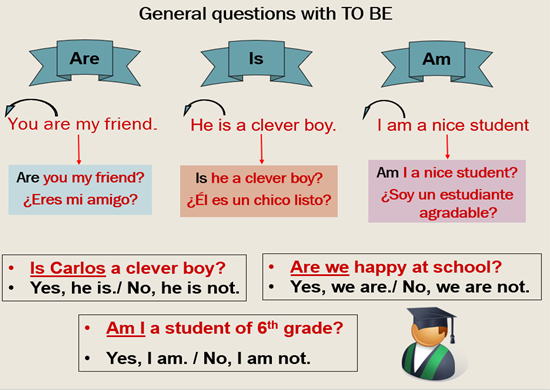 General questions with TO BE
Are
Is
Am
You are my friend.
He is a clever boy.
I am a nice student
Are you my friend?
¿Eres mi amigo?
Is he a clever boy?
¿Él es un chico listo?
Am I a nice student?
¿Soy un estudiante
agradable?
• Is Carlos a clever boy?
• Yes, he is./ No, he is not.
• Are we happy at school?
• Yes, we are./ No, we are not.
• Am I a student of 6th grade?
• Yes, I am. / No, I am not.